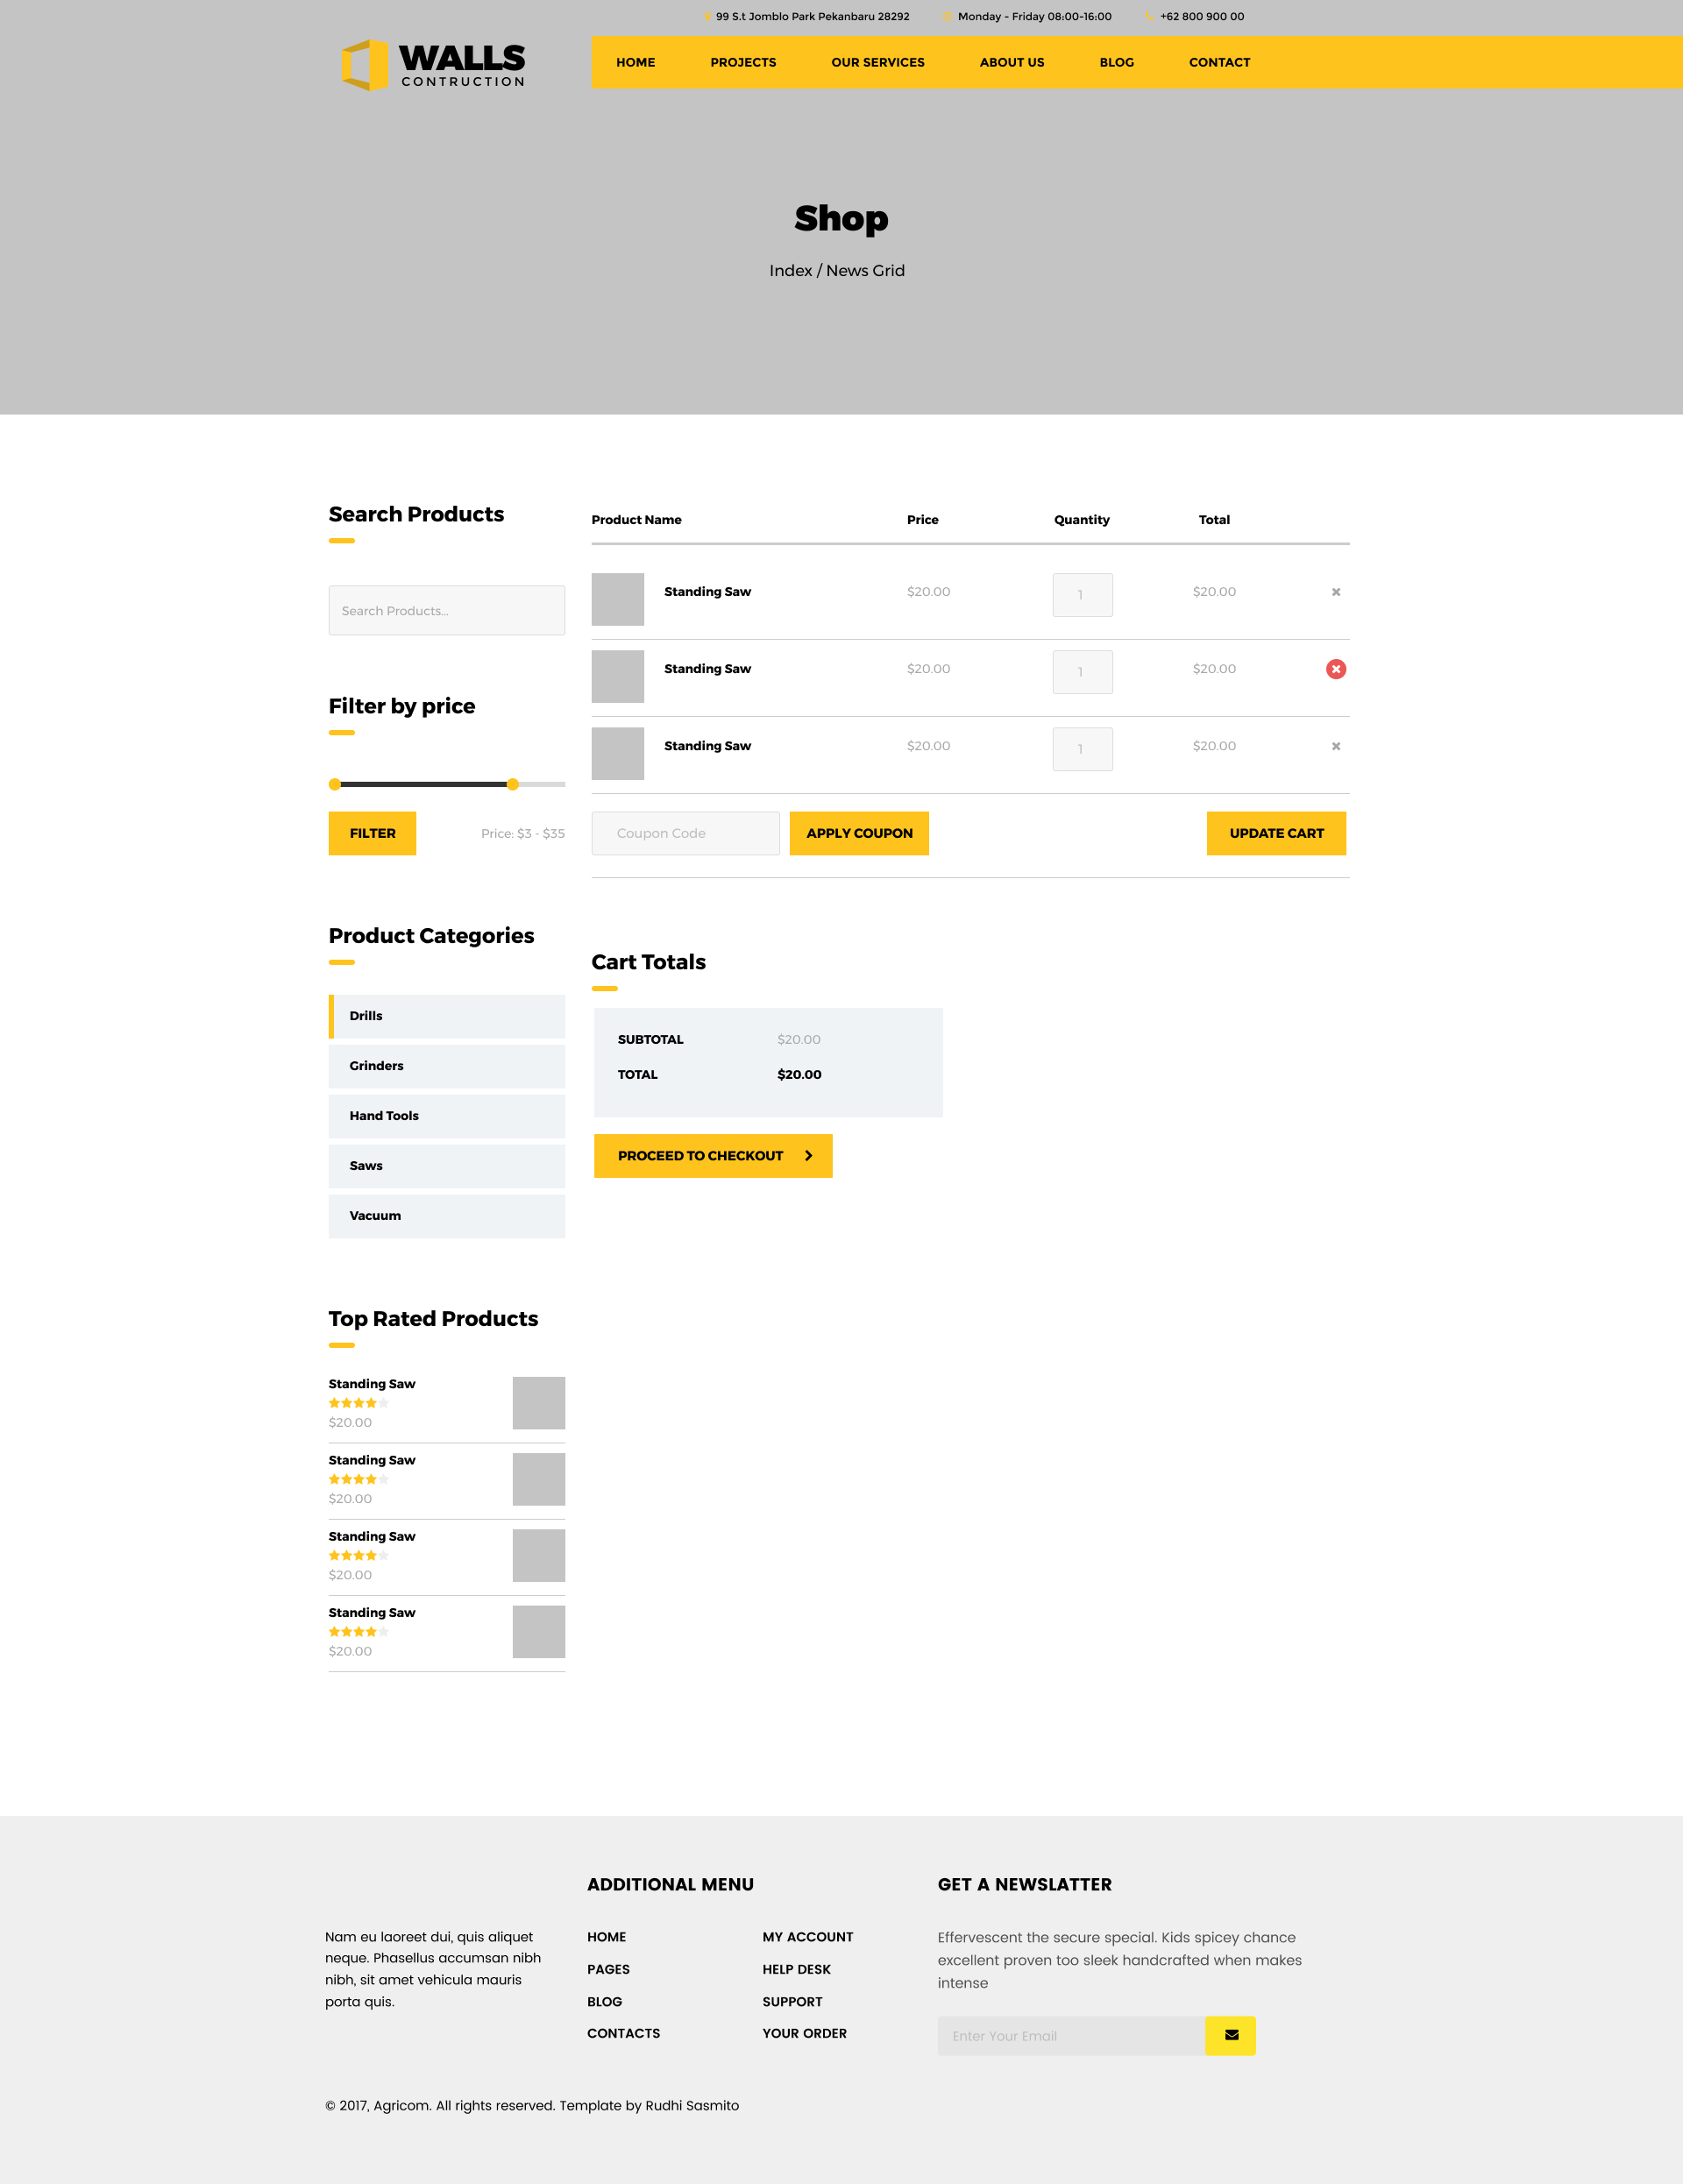 99 S.t Jomblo Park Pekanbaru 28292
Monday - Friday 08:00-16:00
+62 800 900 00
WALLS
CONTRUCTION
HOME
PROJECTS
OUR SERVICES
ABOUT US
BLOG
CONTACT
Shop
Index / News Grid
Search Products
Search Products...
Filter by price
FILTER
Price: $3 - $35
Product Categories
Drills
Grinders
Hand Tools
Saws
Vacuum
Top Rated Products
Standing Saw
$20.00
Standing Saw
$20.00
Standing Saw
$20.00
Standing Saw
$20.00
Product Name Price Quantity Total
Standing Saw $20.00 1 $20.00
Standing Saw $20.00 1 $20.00
Standing Saw $20.00 1 $20.00
Coupon Code
APPLY COUPON
UPDATE CART
Cart Totals
SUBTOTAL $20.00
TOTAL $20.00
PROCEED TO CHECKOUT
Nam eu laoreet dui, quis aliquet
neque. Phasellus accumsan nibh
nibh, sit amet vehicula mauris
porta quis.
ADDITIONAL MENU
HOME
PAGES
BLOG
CONTACTS
MY ACCOUNT
HELP DESK
SUPPORT
YOUR ORDER
GET A NEWSLATTER
Effervescent the secure special. Kids spicey chance
excellent proven too sleek handcrafted when makes
intense
Enter Your Email
© 2017, Agricom. All rights reserved. Template by Rudhi Sasmito